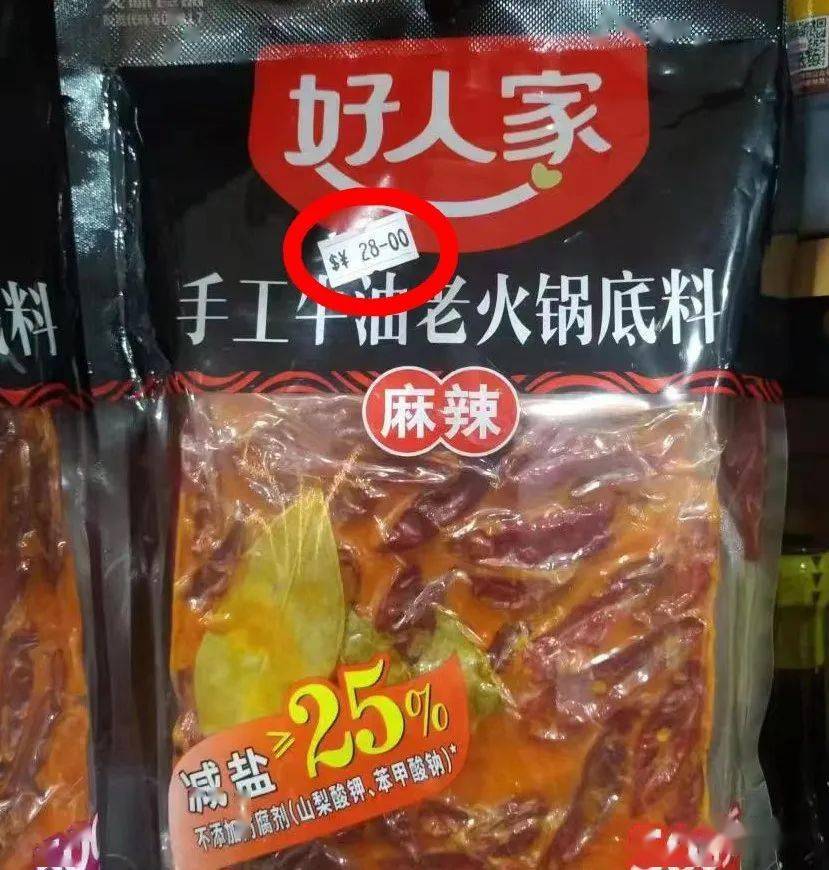 好人家
$¥ 28-00
手工牛油老火锅底料
料
麻辣
减盐≥25%
不添加防腐剂(山梨酸钾、苯甲酸钠)*